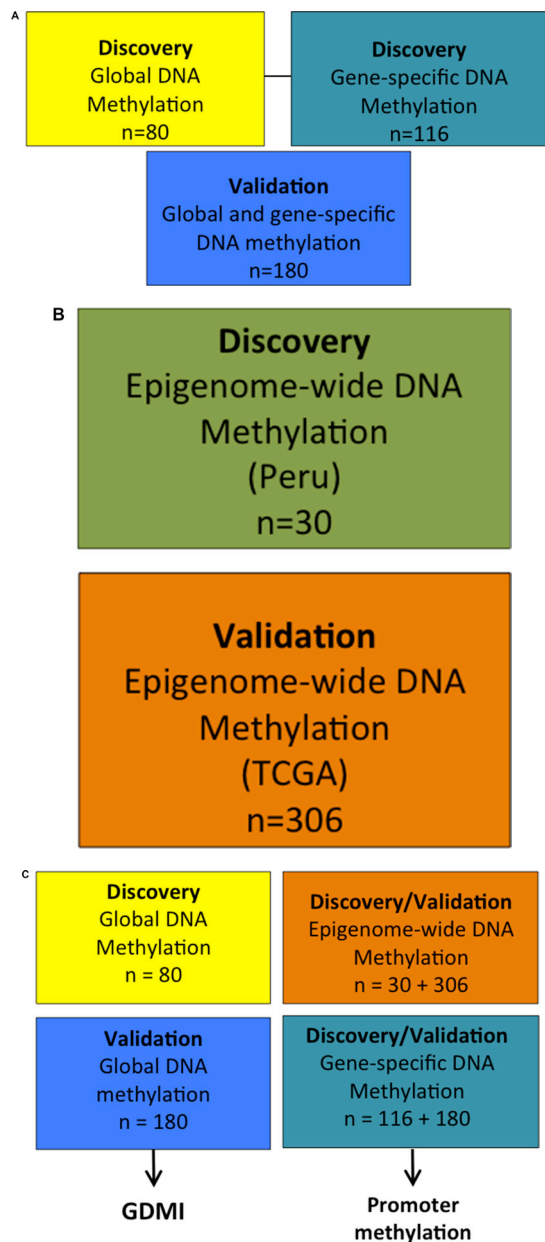 A
Discovery
Global DNA
Methylation
n=80
Discovery
Gene-specific DNA
Methylation
n=116
Validation
Global and gene-specific
DNA methylation
n=180
B
Discovery
Epigenome-wide DNA
Methylation
(Peru)
n=30
Validation
Epigenome-wide DNA
Methylation
(TCGA)
n=306
C
Discovery
Global DNA
Methylation
n = 80
Discovery/Validation
Epigenome-wide DNA
Methylation
n = 30 + 306
Validation
Global DNA
methylation
n = 180
Discovery/Validation
Gene-specific DNA
Methylation
n = 116 + 180
GDMI
Promoter
methylation